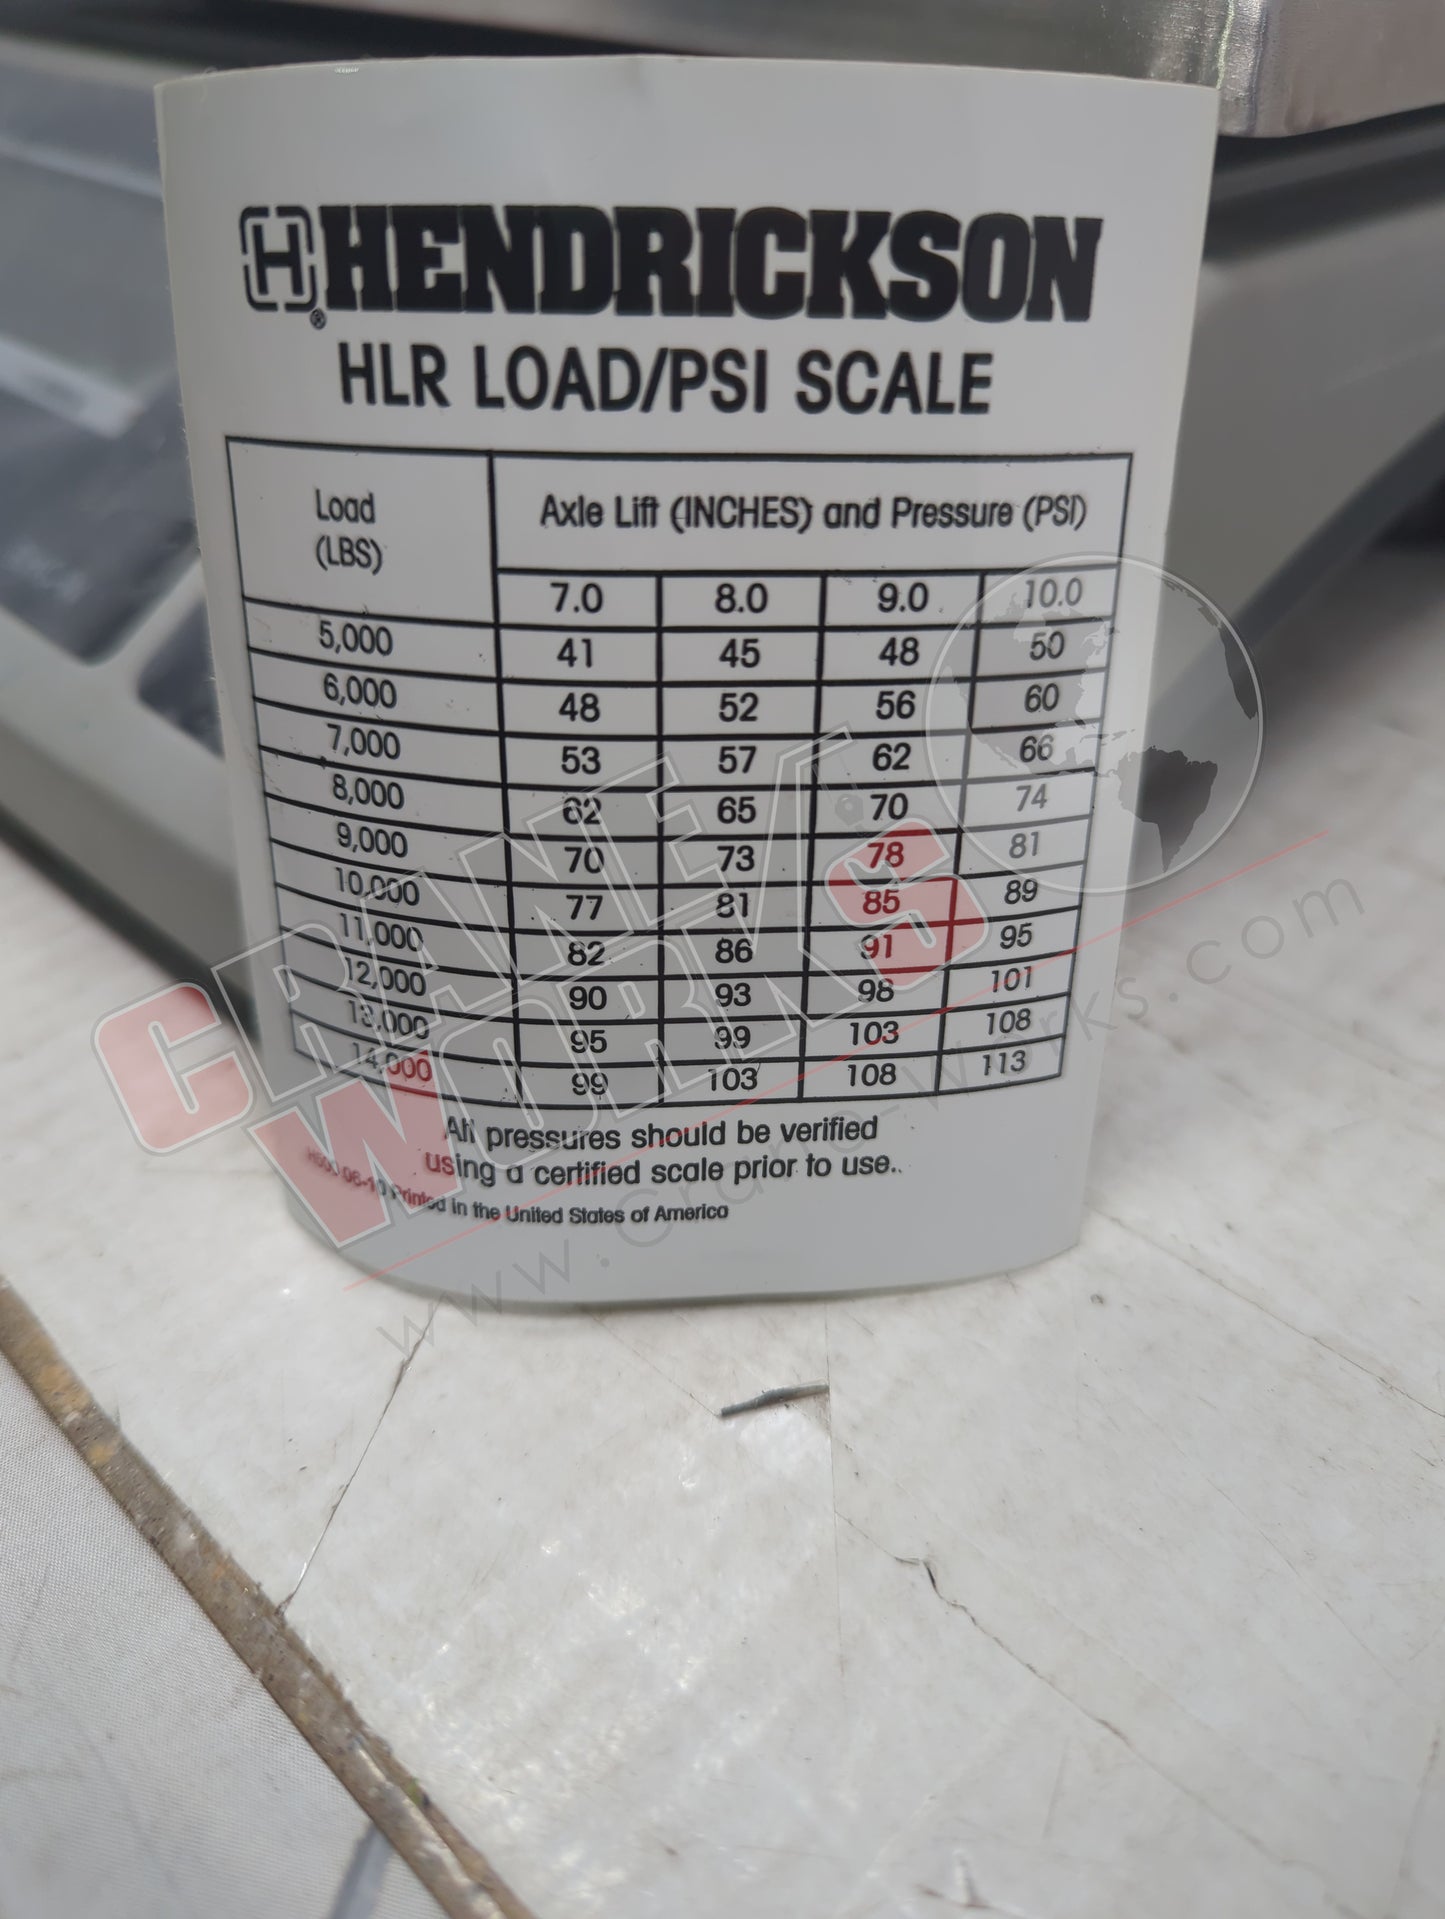 H HENDRICKSON
®
HLR LOAD/PSI SCALE
Load Axle Lift (INCHES) and Pressure (PSI)
(LBS)
7.0 8.0 9.0 10.0
5,000 41 45 48 50
6,000 48 52 56 60
7,000 53 57 62 66
8,000 62 65 70 74
9,000 70 73 78 81
10,000 77 81 85 89
11,000 82 86 91 95
12,000 90 93 98 101
13,000 95 99 103 108
14,000 99 103 108 113
All pressures should be verified
using a certified scale prior to use..
06-10 Printed in the United States of America
CRANE
WORKS
www.crane-works.com